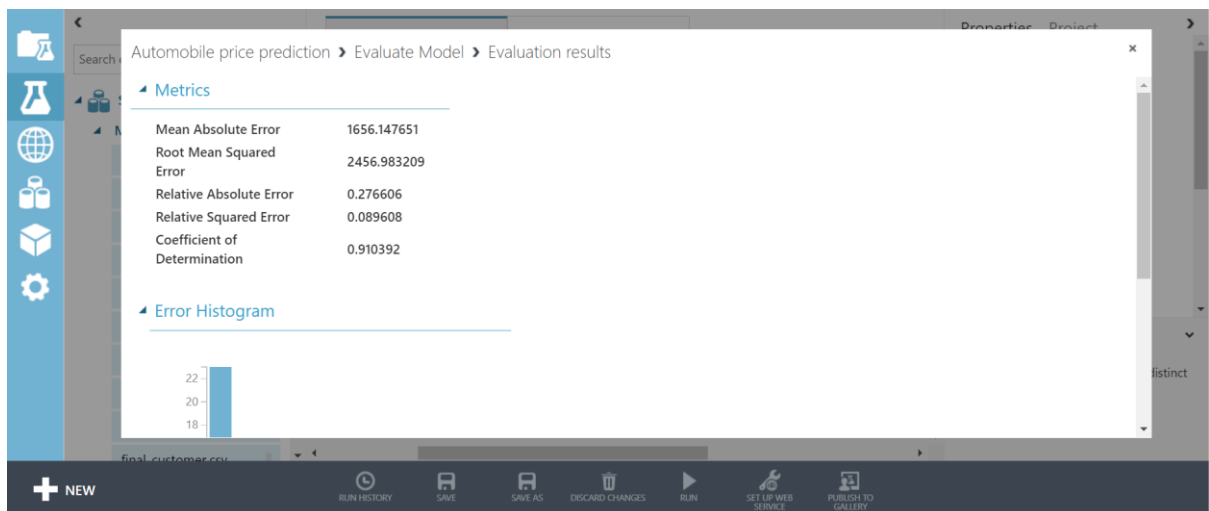 Properties Project
Search
Automobile price prediction › Evaluate Model › Evaluation results
×
Metrics
Mean Absolute Error 1656.147651
Root Mean Squared
Error 2456.983209
Relative Absolute Error 0.276606
Relative Squared Error 0.089608
Coefficient of
Determination 0.910392
Error Histogram
22
20
18
distinct
final_customer.csv
NEW
RUN HISTORY
SAVE
SAVE AS
DISCARD CHANGES
RUN
SET UP WEB
SERVICE
PUBLISH TO
GALLERY